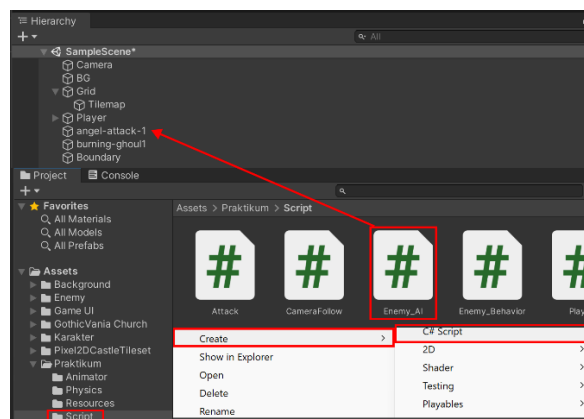 Hierarchy
All
SampleScene*
Camera
BG
Grid
Tilemap
Player
angel-attack-1
burning-ghoul1
Boundary
Project
Console
Favorites
All Materials
All Models
All Prefabs
Assets
Background
Enemy
Game UI
GothicVania Church
Karakter
Pixel2DCastleTileset
Praktikum
Animator
Physics
Resources
Script
Assets > Praktikum > Script
Attack
CameraFollow
Enemy_AI
Enemy_Behavior
Create
Show in Explorer
Open
Delete
Rename
C# Script
2D
Shader
Testing
Playables